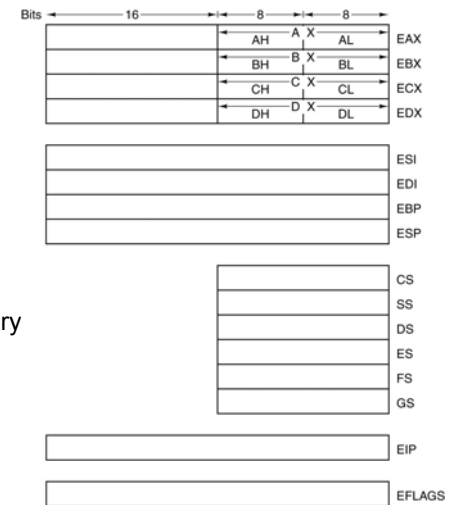 Bits 16 8 8
A X
AH AL EAX
B X
BH BL EBX
C X
CH CL ECX
D X
DH DL EDX
ESI
EDI
EBP
ESP
CS
SS
ry
DS
ES
FS
GS
EIP
EFLAGS